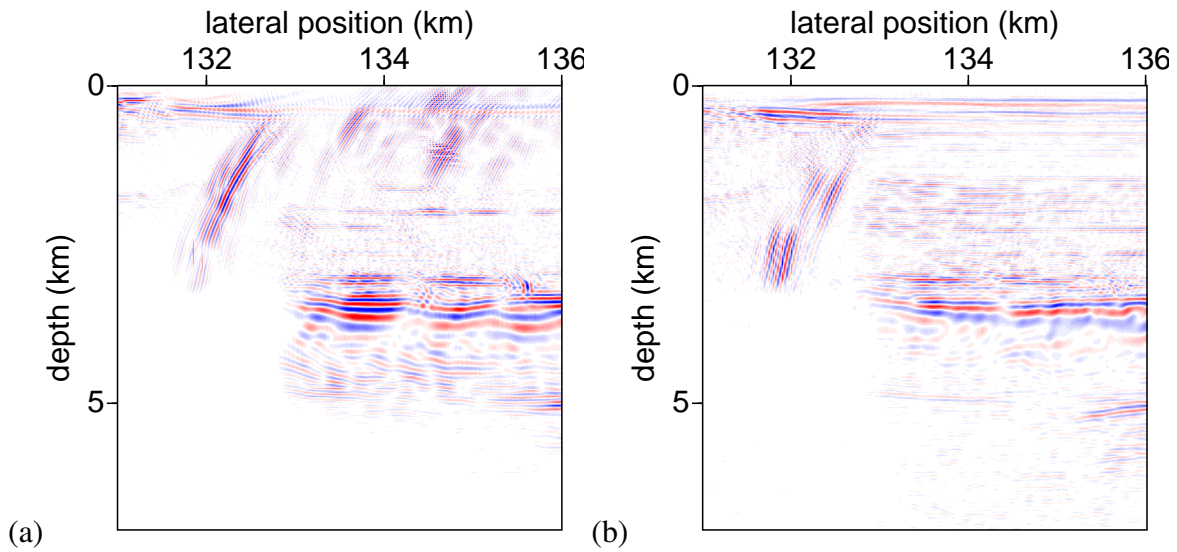 lateral position (km)
132 134 136
0
depth (km)
5
(a)
lateral position (km)
132 134 136
0
depth (km)
5
(b)